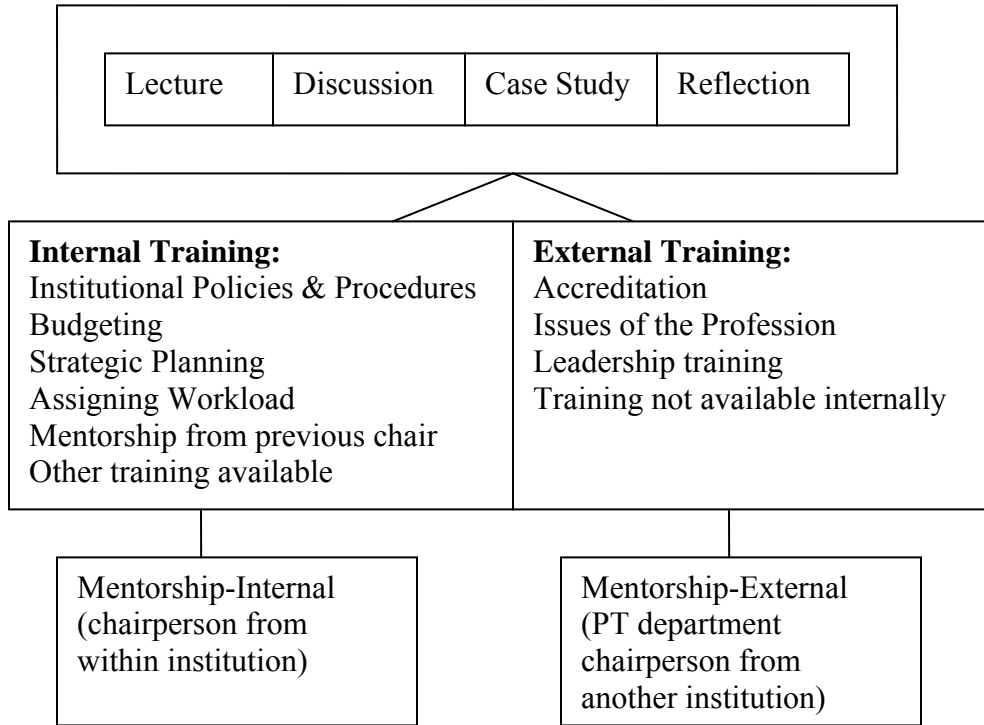 Lecture Discussion Case Study Reflection
Internal Training:
Institutional Policies & Procedures
Budgeting
Strategic Planning
Assigning Workload
Mentorship from previous chair
Other training available
External Training:
Accreditation
Issues of the Profession
Leadership training
Training not available internally
Mentorship-Internal
(chairperson from
within institution)
Mentorship-External
(PT department
chairperson from
another institution)